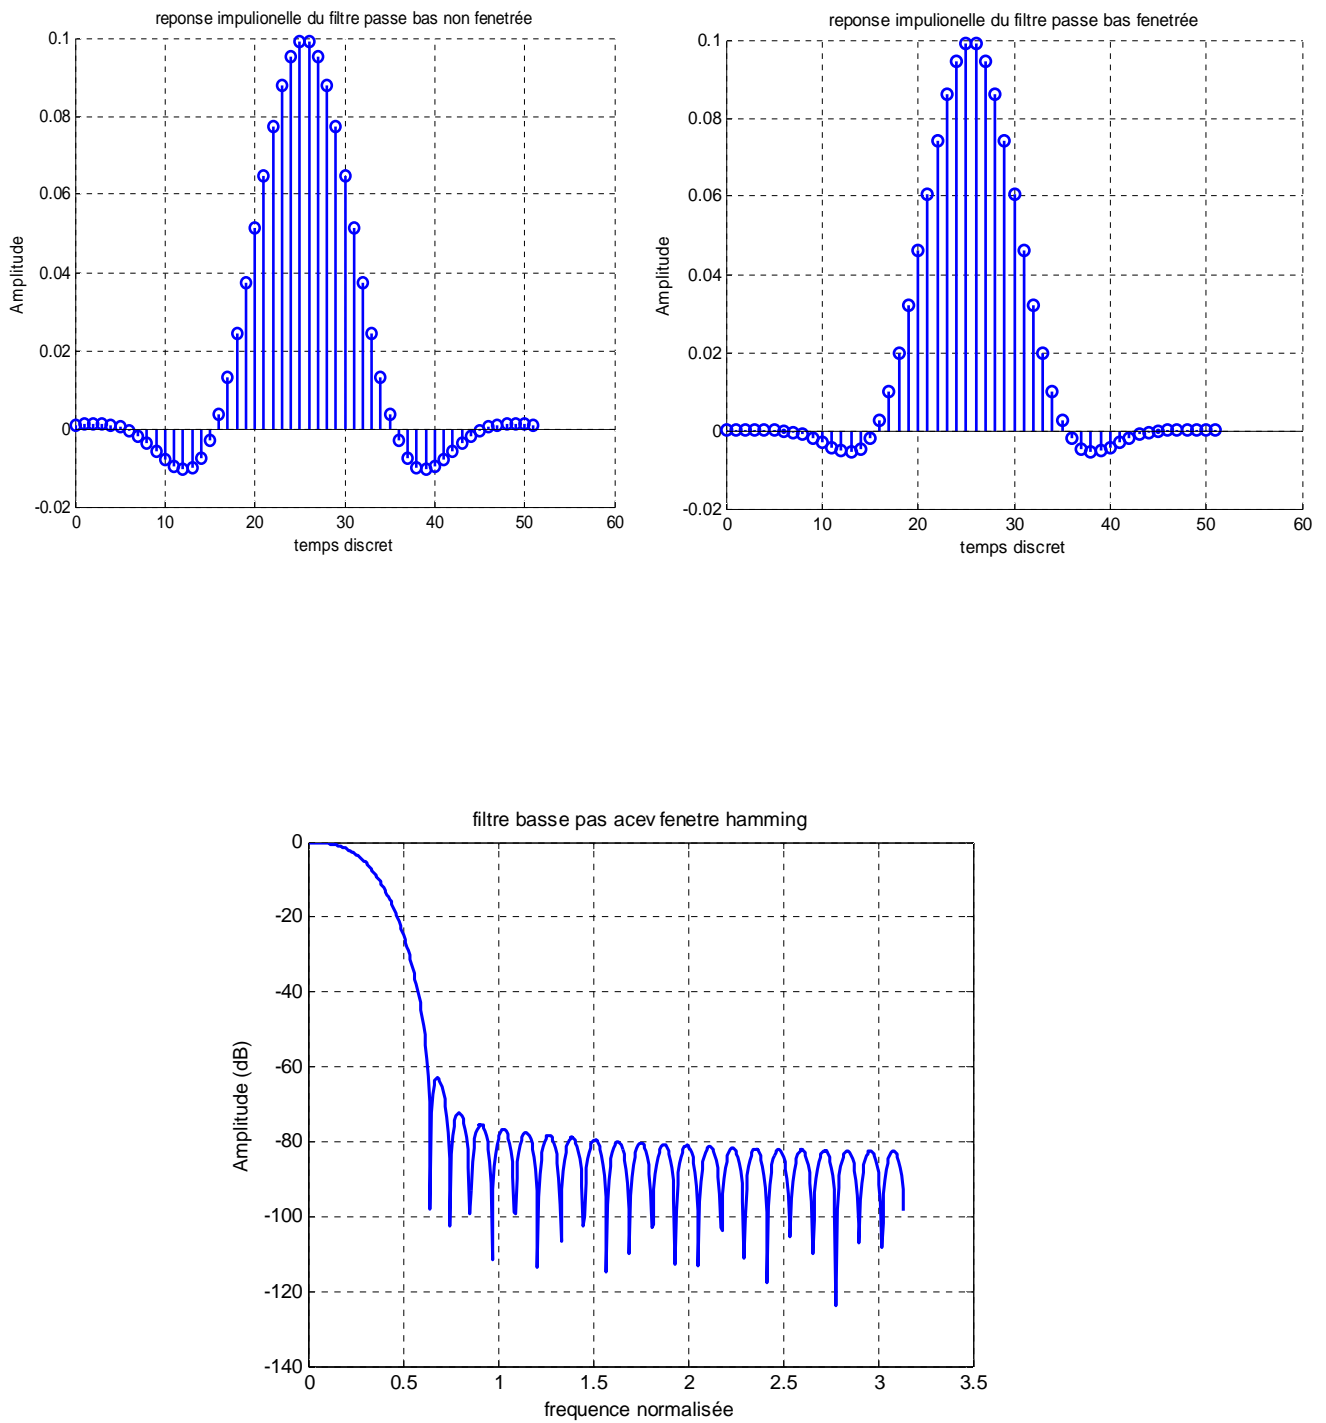 reponse impulionelle du filtre passe bas non fenetrée
0.1
0.08
0.06
0.04
0.02
0
-0.02
Amplitude
0 10 20 30 40 50 60
temps discret
reponse impulionelle du filtre passe bas fenetrée
0.1
0.08
0.06
0.04
0.02
0
-0.02
Amplitude
0 10 20 30 40 50 60
temps discret
filtre basse pas acev fenetre hamming
0
-20
-40
-60
-80
-100
-120
-140
Amplitude (dB)
0 0.5 1 1.5 2 2.5 3 3.5
frequence normalisée